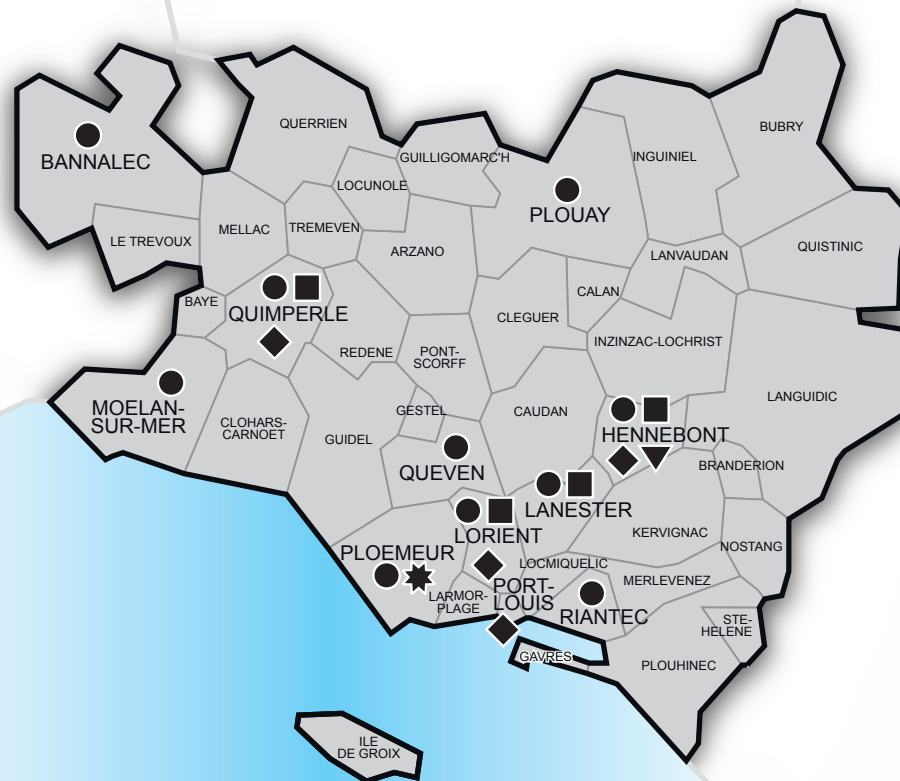 BUBRY
QUERRIEN
BANNALEC
GUILLIGOMARC'H
INGUINIEL
LOCUNOLE
PLOUAY
MELLAC
TREMEVEN
LE TREVOUX
ARZANO
LANVAUDAN
QUISTINIC
BAYE
QUIMPERLE
CALAN
CLEGUER
INZINZAC-LOCHRIST
REDENE
PONT-
SCORFF
LANGUIDIC
MOELAN-
SUR-MER
CLOHARS-
CARNOET
GESTEL
CAUDAN
GUIDEL
HENNEBONT
QUEVEN
BRANDERION
LANESTER
LORIENT
KERVIGNAC
NOSTANG
PLOEMEUR
LOCMIQUELIC
MERLEVENEZ
LARMOR-
PLAGE
PORT-
LOUIS
RIANTEC
STE-
HELENE
GAVRES
PLOUHINEC
ILE
DE GROIX